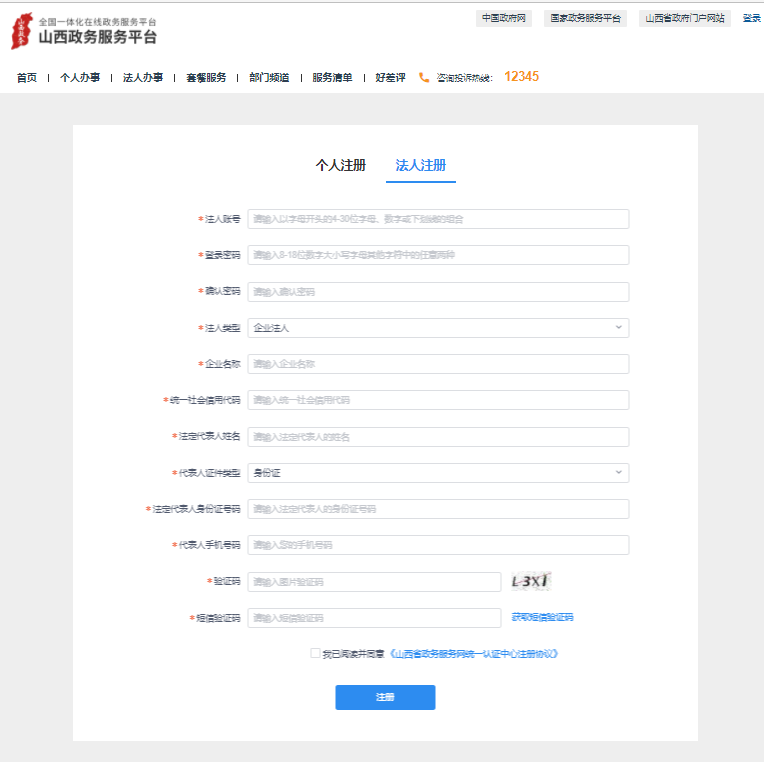 中国政府网 国家政务服务平台 山西省政府门户网站 登录
山西政务
全国一体化在线政务服务平台
山西政务服务平台
首页 个人办事 法人办事 套餐服务 部门频道 服务清单 好差评 咨询投诉热线: 12345
个人注册 法人注册
*法人账号 请输入以字母开头的4-30位字母、数字或下划线的组合
*登录密码 请输入8-18位数字大小写字母其他字符中的任意两种
*确认密码 请输入确认密码
*法人类型 企业法人
*企业名称 请输入企业名称
*统一社会信用代码 请输入统一社会信用代码
*法定代表人姓名 请输入法定代表人的姓名
*代表人证件类型 身份证
*法定代表人身份证号码 请输入法定代表人的身份证号码
*代表人手机号码 请输入您的手机号码
*验证码 请输入图片验证码 L3X1
*短信验证码 请输入短信验证码 获取短信验证码
我已阅读并同意《山西省政务服务网统一认证中心注册协议》
注册